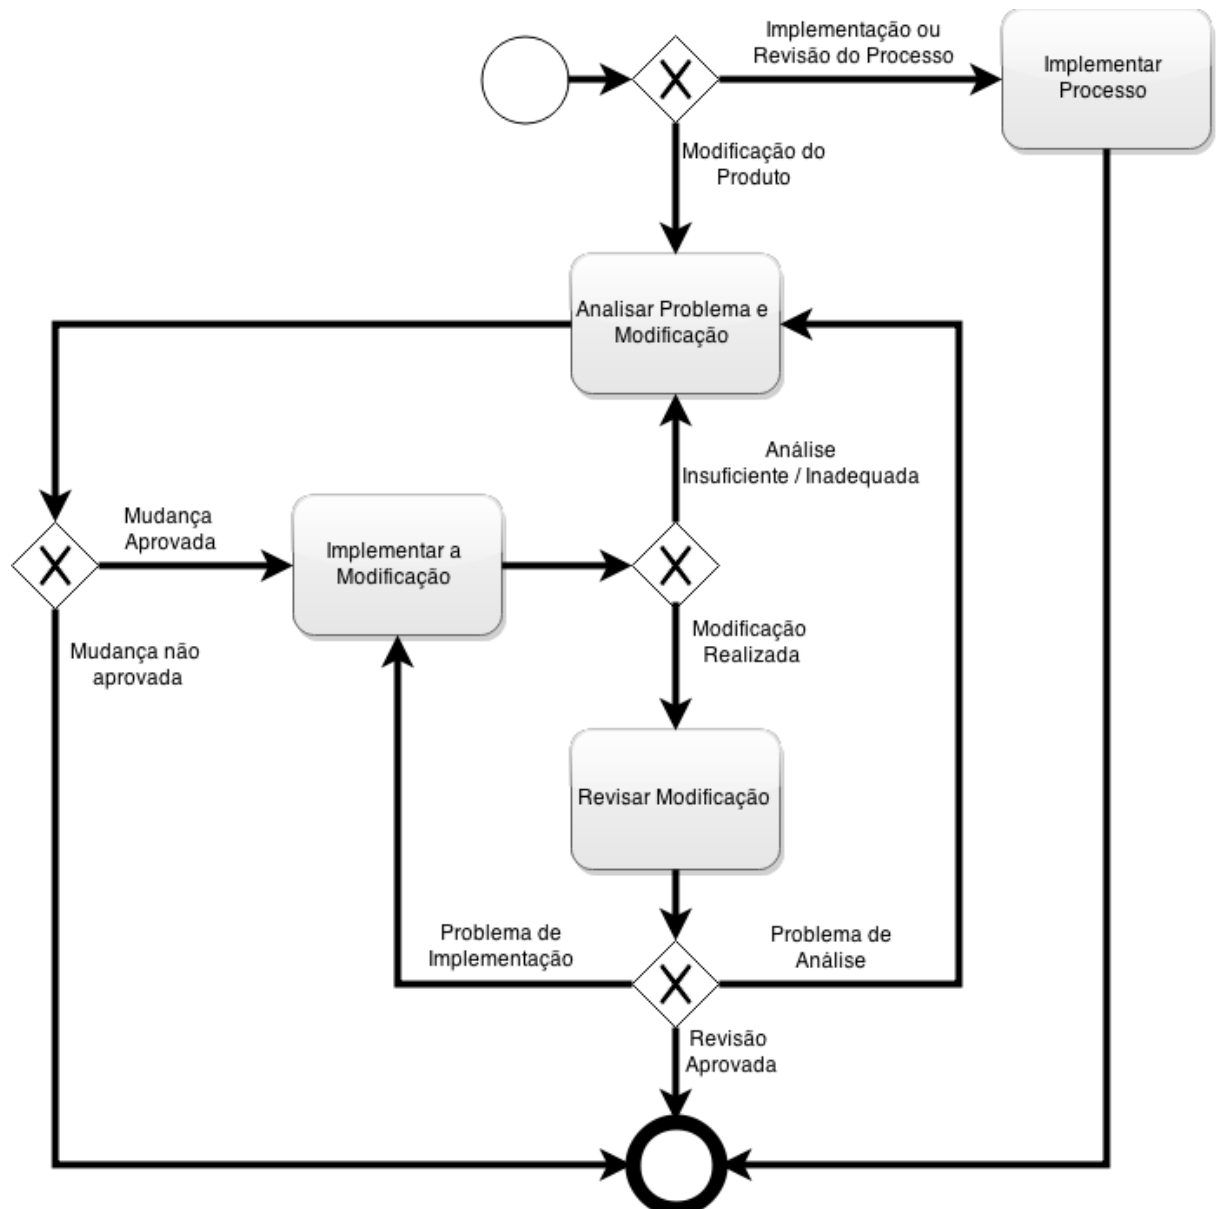 Implementação ou
Revisão do Processo
Implementar
Processo
Modificação do
Produto
Analisar Problema e
Modificação
Análise
Insuficiente / Inadequada
Mudança
Aprovada
Implementar a
Modificação
Mudança não
aprovada
Modificação
Realizada
Revisar Modificação
Problema de
Implementação
Problema de
Análise
Revisão
Aprovada